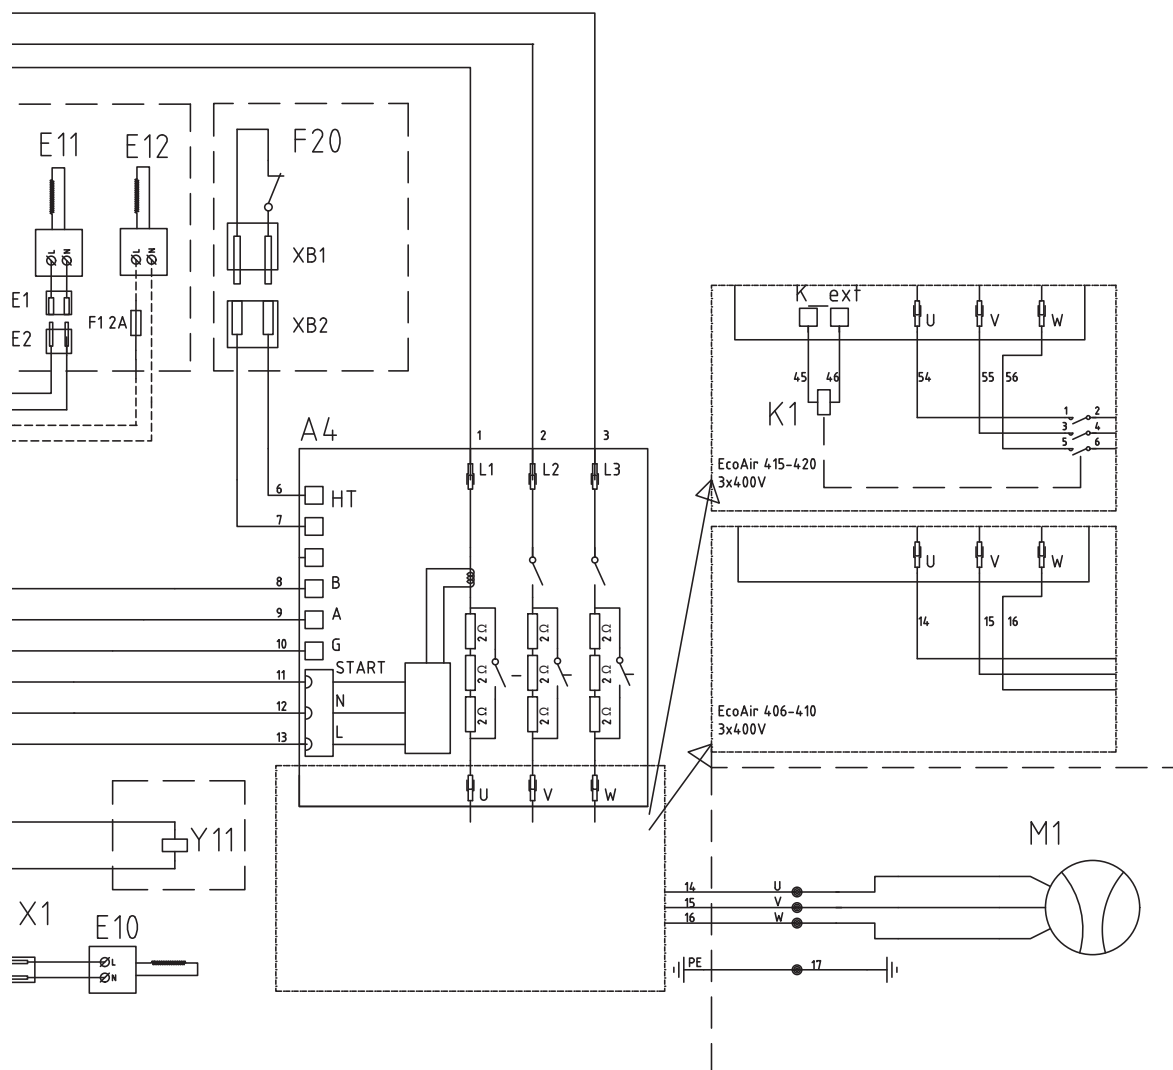 E11
E12
F20
L
N
L
N
XB1
E1
F1 2A
E2
XB2
K_ext
U
V
W
45
46
54
55
56
K1
1
2
3
4
5
6
EcoAir 415-420
3x400V
A4
1
2
3
L1
L2
L3
6
HT
7
8
B
9
A
10
G
11
START
12
N
13
L
2 Ω
2 Ω
2 Ω
2 Ω
2 Ω
2 Ω
2 Ω
2 Ω
2 Ω
U
V
W
U
V
W
14
15
16
EcoAir 406-410
3x400V
Y11
M1
14
U
15
V
16
W
PE
17
X1
E10
L
N